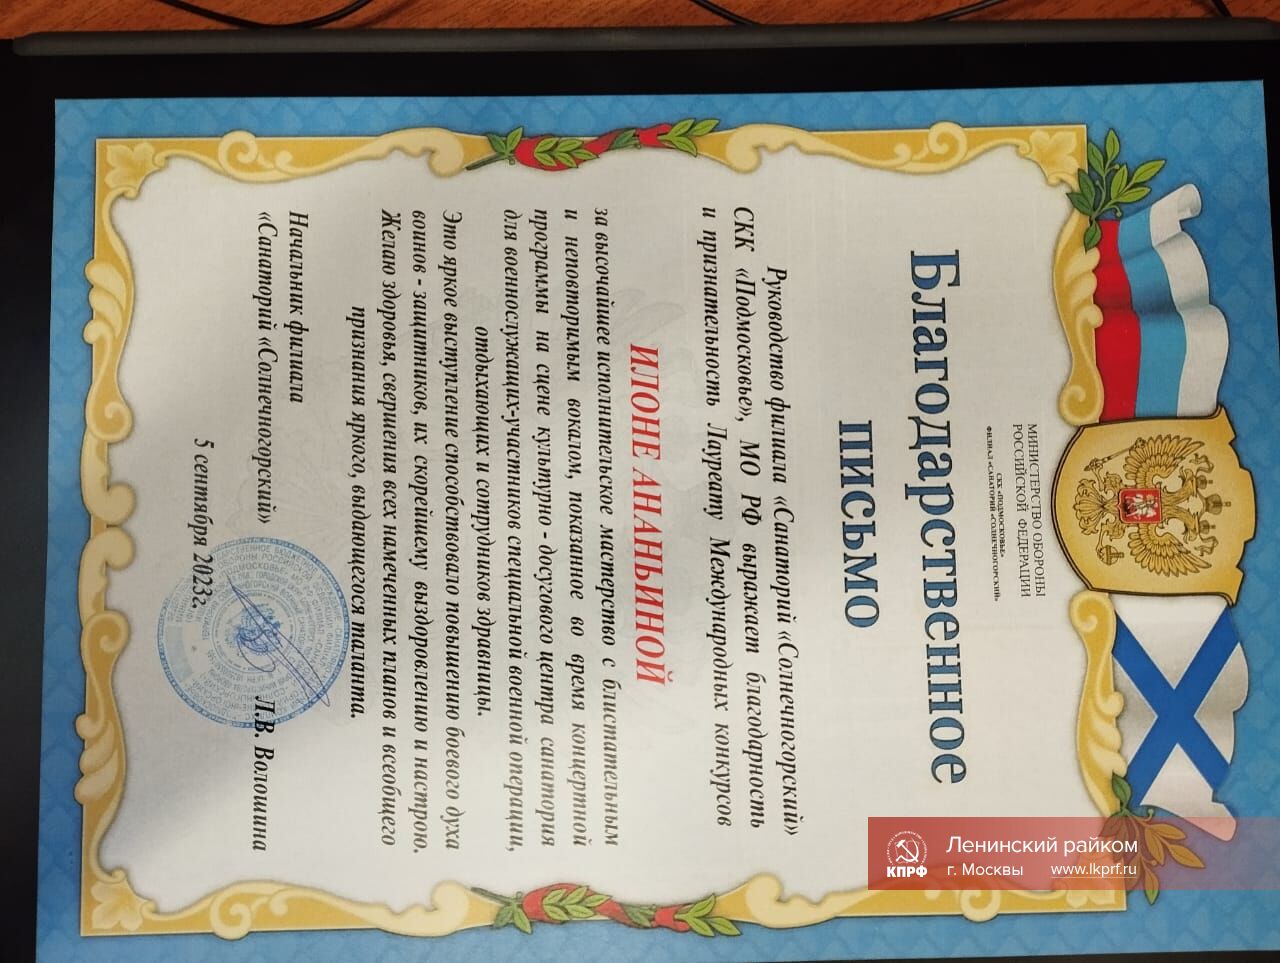 МИНИСТЕРСТВО ОБОРОНЫ
РОССИЙСКОЙ ФЕДЕРАЦИИ
СКК «ПОДМОСКОВЬЕ»
ФИЛИАЛ «САНАТОРИЙ «СОЛНЕЧНОГОРСКИЙ»
Благодарственное
письмо
Руководство филиала «Санаторий «Солнечногорский»
СКК «Подмосковье», МО РФ выражает благодарность
и признательность Лауреату Международных конкурсов
ИЛОНЕ АНАНЬИНОЙ
за высочайшее исполнительское мастерство с блистательным
и неповторимым вокалом, показанное во время концертной
программы на сцене культурно - досугового центра санатория
для военнослужащих-участников специальной военной операции,
отдыхающих и сотрудников здравницы.
Это яркое выступление способствовало повышению боевого духа
воинов - защитников, их скорейшему выздоровлению и настрою.
Желаю здоровья, свершения всех намеченных планов и всеобщего
признания яркого, выдающегося таланта.
Начальник филиала
«Санаторий «Солнечногорский» Л.В. Волошина
5 сентября 2023г.
КПРФ
Ленинский райком
г. Москвы www.lkprf.ru